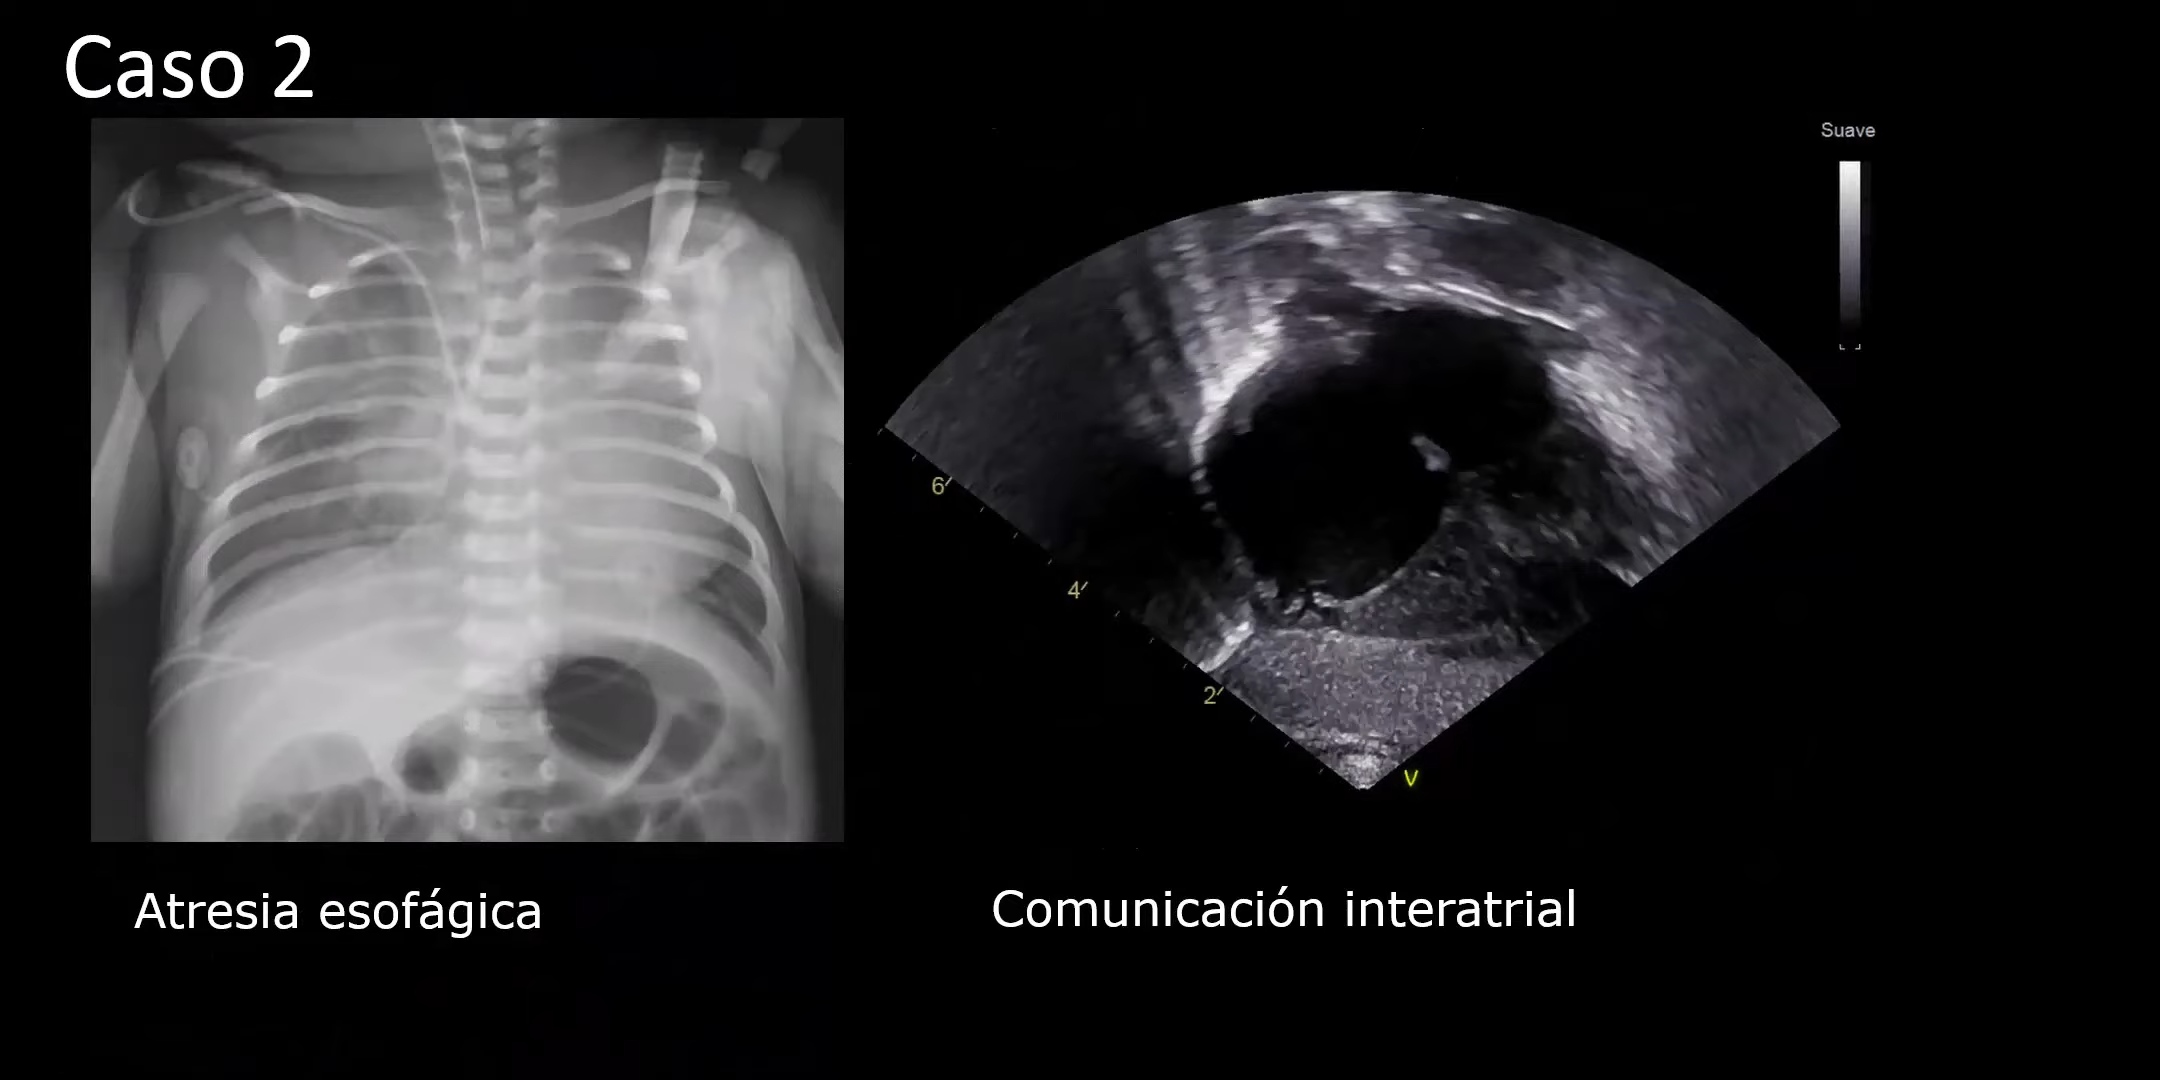 Caso 2
Suave
6
4
2
V
Atresia esofágica
Comunicación interatrial